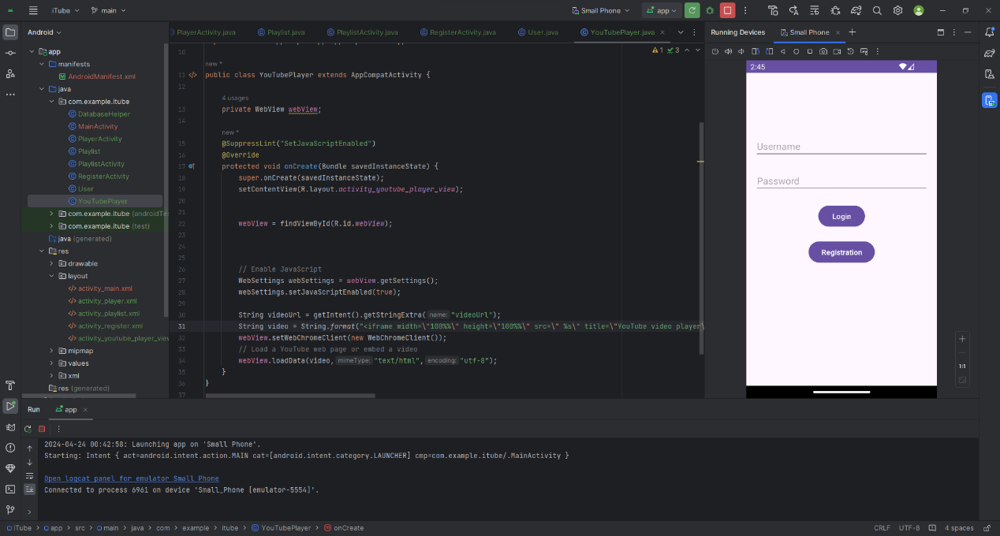 iTube
main
Small Phone
app
Android
PlayerActivity.java
Playlist.java
PlaylistActivity.java
RegisterActivity.java
User.java
YouTubePlayer.java
Running Devices
Small Phone
app
manifests
AndroidManifest.xml
java
com.example.itube
DatabaseHelper
MainActivity
PlayerActivity
Playlist
PlaylistActivity
RegisterActivity
User
YouTubePlayer
com.example.itube (androidTes
com.example.itube (test)
java (generated)
res
drawable
layout
activity_main.xml
activity_player.xml
activity_playlist.xml
activity_register.xml
activity_youtube_player_view
mipmap
values
xml
res (generated)
1 3
10
new *
11 public class YouTubePlayer extends AppCompatActivity {
12
4 usages
13 private WebView webView;
14
new *
15 @SuppressLint("SetJavaScriptEnabled")
16 @Override
17 protected void onCreate(Bundle savedInstanceState) {
18 super.onCreate(savedInstanceState);
19 setContentView(R.layout.activity_youtube_player_view);
20
21
22 webView = findViewById(R.id.webView);
23
24
25
26 // Enable JavaScript
27 WebSettings webSettings = webView.getSettings();
28 webSettings.setJavaScriptEnabled(true);
29
30 String videoUrl = getIntent().getStringExtra( name: "videoUrl");
31 String video = String.format("<iframe width=\"100%%\" height=\"100%%\" src=\" %s\" title=\"YouTube video player\
32 webView.setWebChromeClient(new WebChromeClient());
33 // Load a YouTube web page or embed a video
34 webView.loadData(video, mimeType: "text/html", encoding: "utf-8");
35 }
36 }
37
2:45
Username
Password
Login
Registration
1:1
Run
app
2024-04-24 00:42:58: Launching app on 'Small Phone'.
Starting: Intent { act=android.intent.action.MAIN cat=[android.intent.category.LAUNCHER] cmp=com.example.itube/.MainActivity }
Open logcat panel for emulator Small Phone
Connected to process 6961 on device 'Small_Phone [emulator-5554]'.
iTube > app > src > main > java > com > example > itube > YouTubePlayer > onCreate
CRLF UTF-8 4 spaces